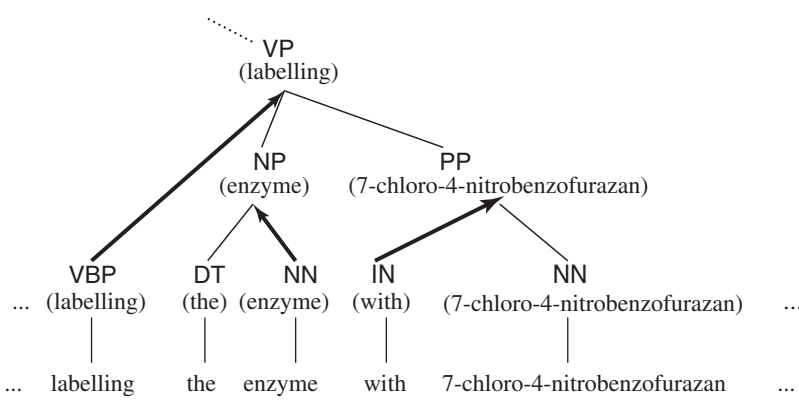 VP
(labelling)
NP PP
(enzyme) (7-chloro-4-nitrobenzofurazan)
VBP DT NN IN NN
... (labelling) (the) (enzyme) (with) (7-chloro-4-nitrobenzofurazan) ...
... labelling the enzyme with 7-chloro-4-nitrobenzofurazan ...